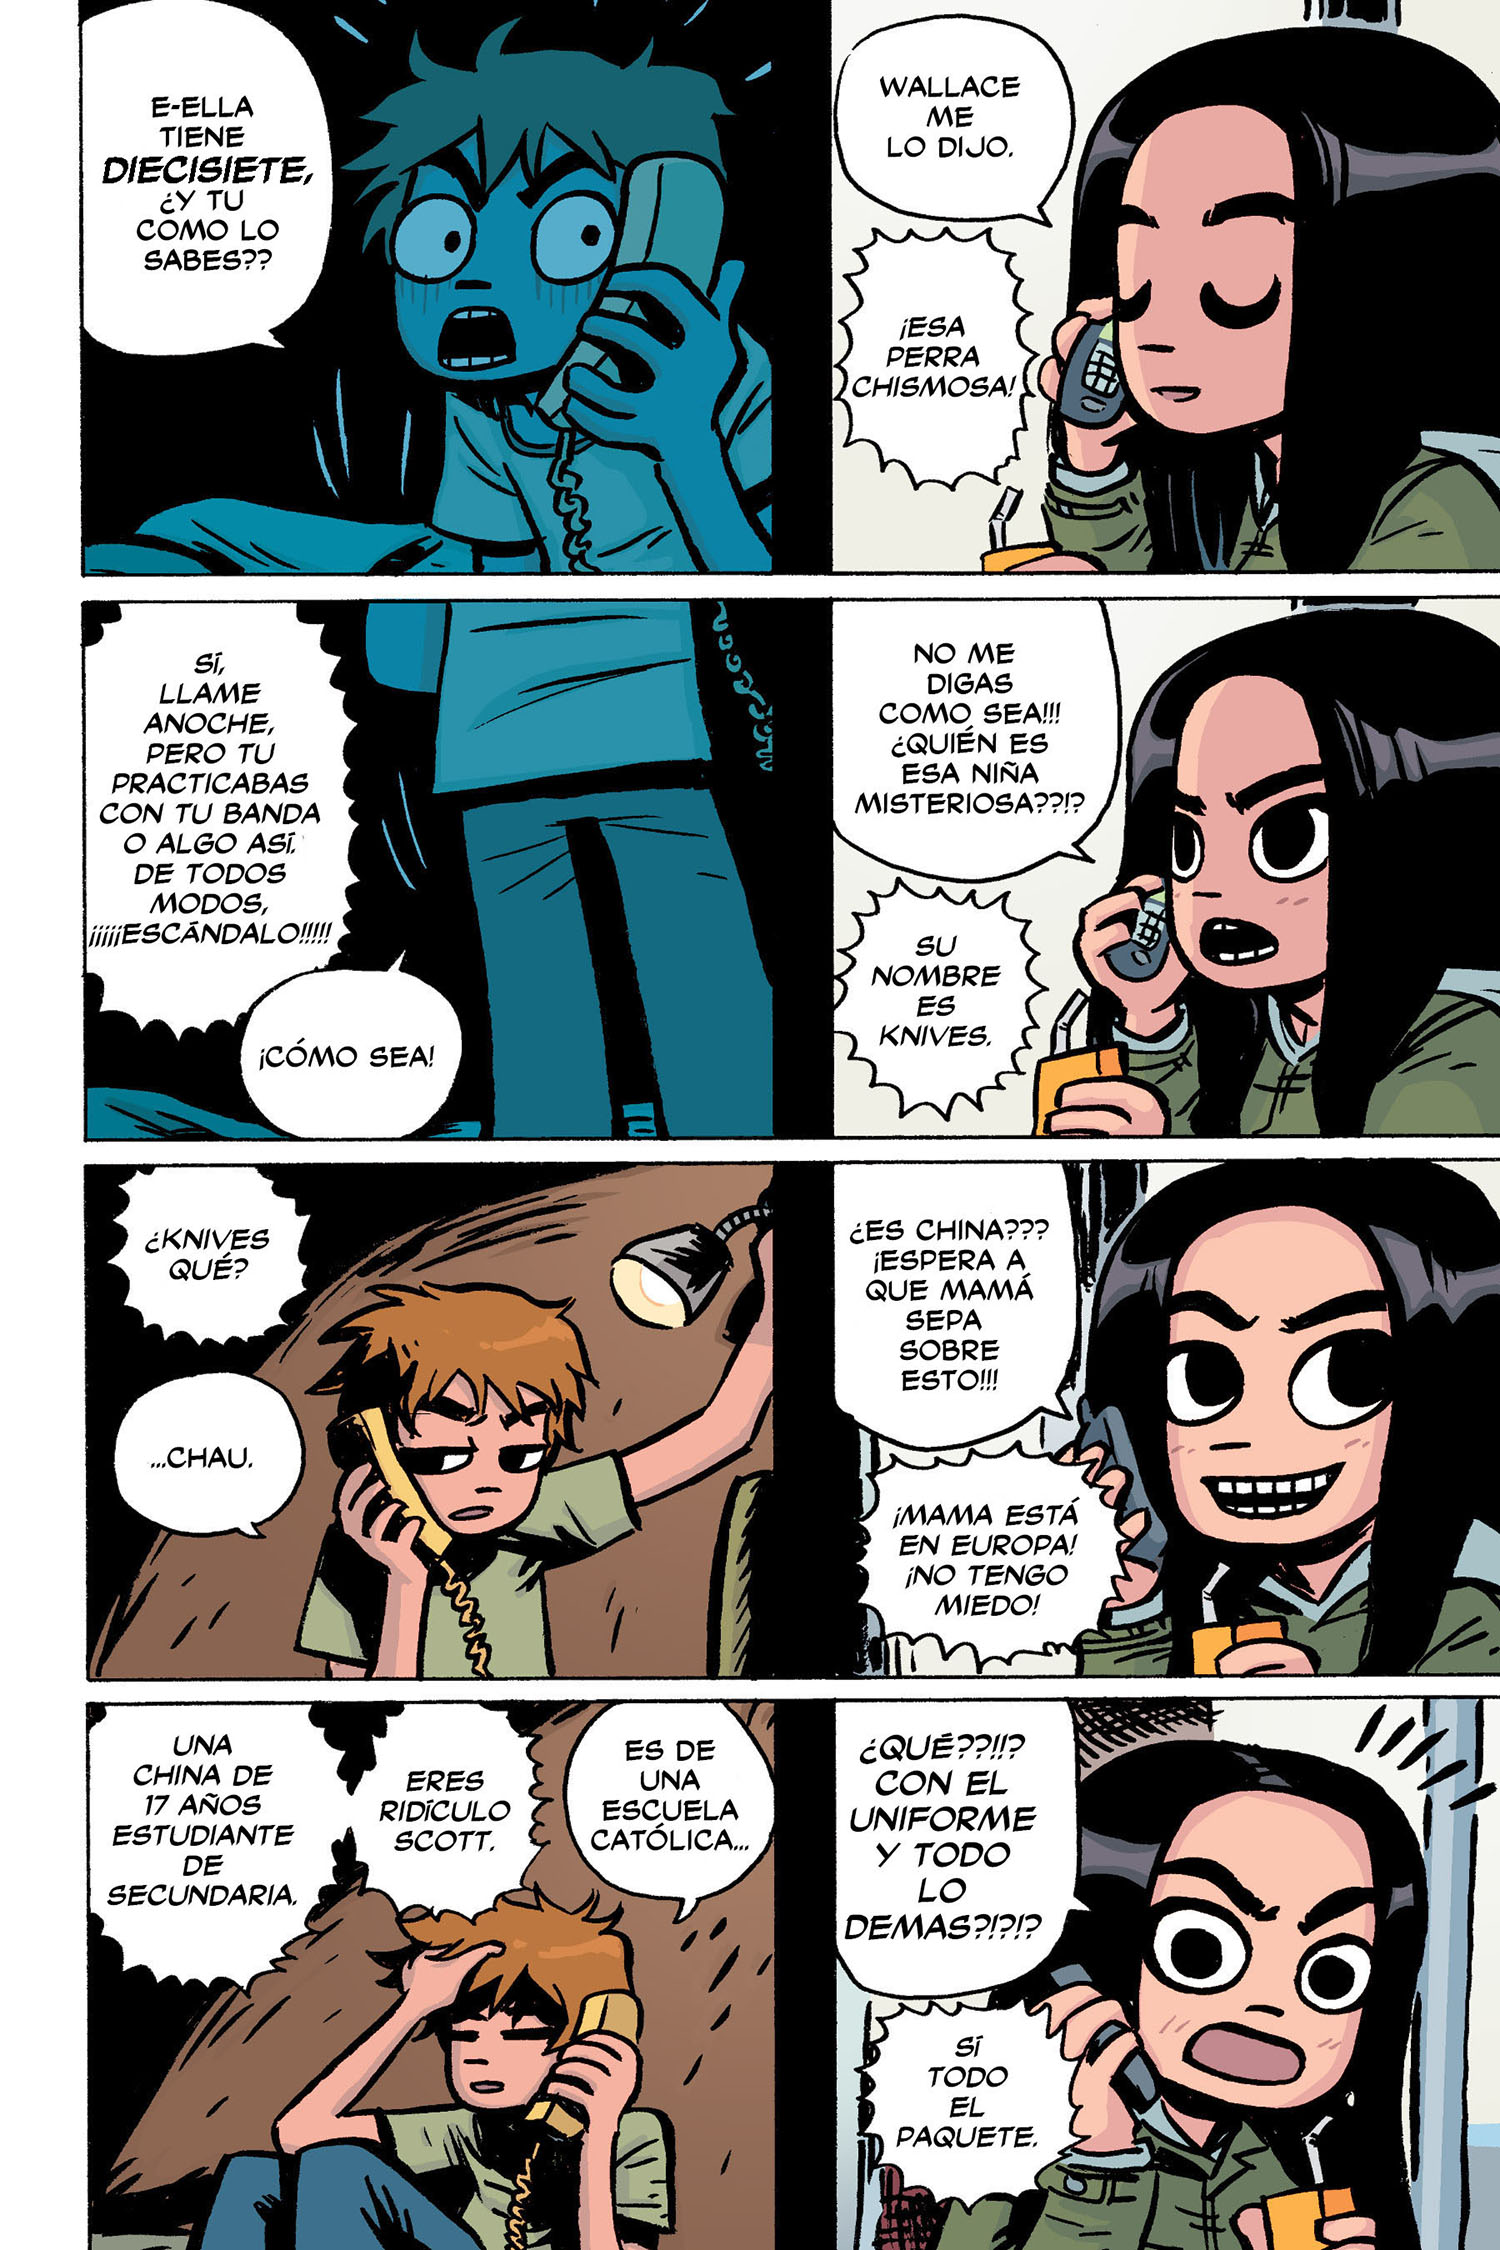 E-ELLA
TIENE
DIECISIETE,
¿Y TU
COMO LO
SABES??
WALLACE
ME
LO DIJO.
¡ESA
PERRA
CHISMOSA!
SÍ,
LLAME
ANOCHE,
PERO TU
PRACTICABAS
CON TU BANDA
O ALGO ASÍ.
DE TODOS
MODOS,
¡¡¡¡¡ESCÁNDALO!!!!!
¡CÓMO SEA!
NO ME
DIGAS
COMO SEA!!!
¿QUIÉN ES
ESA NIÑA
MISTERIOSA??!?
SU
NOMBRE
ES
KNIVES.
¿KNIVES
QUÉ?
...CHAU.
¿ES CHINA???
¡ESPERA A
QUE MAMÁ
SEPA
SOBRE
ESTO!!!
¡MAMA ESTÁ
EN EUROPA!
¡NO TENGO
MIEDO!
UNA
CHINA DE
17 AÑOS
ESTUDIANTE
DE
SECUNDARIA.
ERES
RIDÍCULO
SCOTT.
ES DE
UNA
ESCUELA
CATÓLICA...
¿QUÉ??!!?
CON EL
UNIFORME
Y TODO
LO
DEMAS?!?!?
SÍ
TODO
EL
PAQUETE.